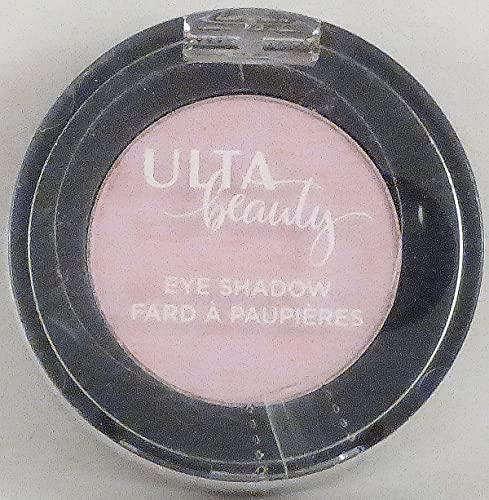 ULTA
beauty
EYE SHADOW
FARD À PAUPIÈRES